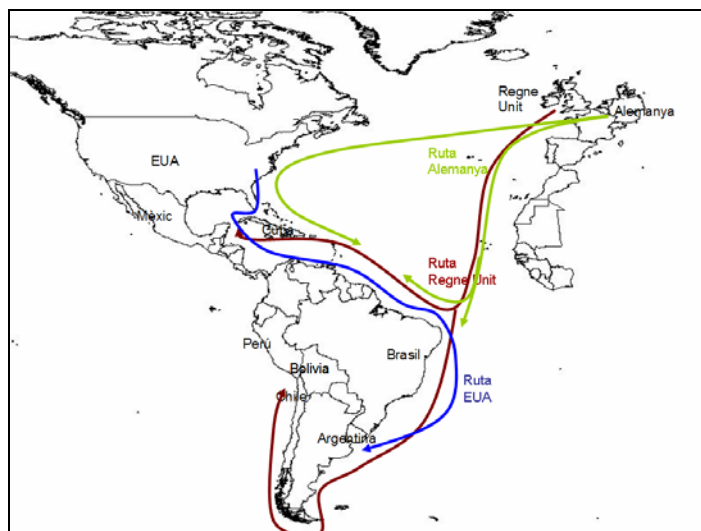 Regne
Unit
Alemanya
EUA
Ruta
Alemanya
Mèxic
Cuba
Ruta
Regne Unit
Perú
Brasil
Bolivia
Ruta
EUA
Chile
Argentina